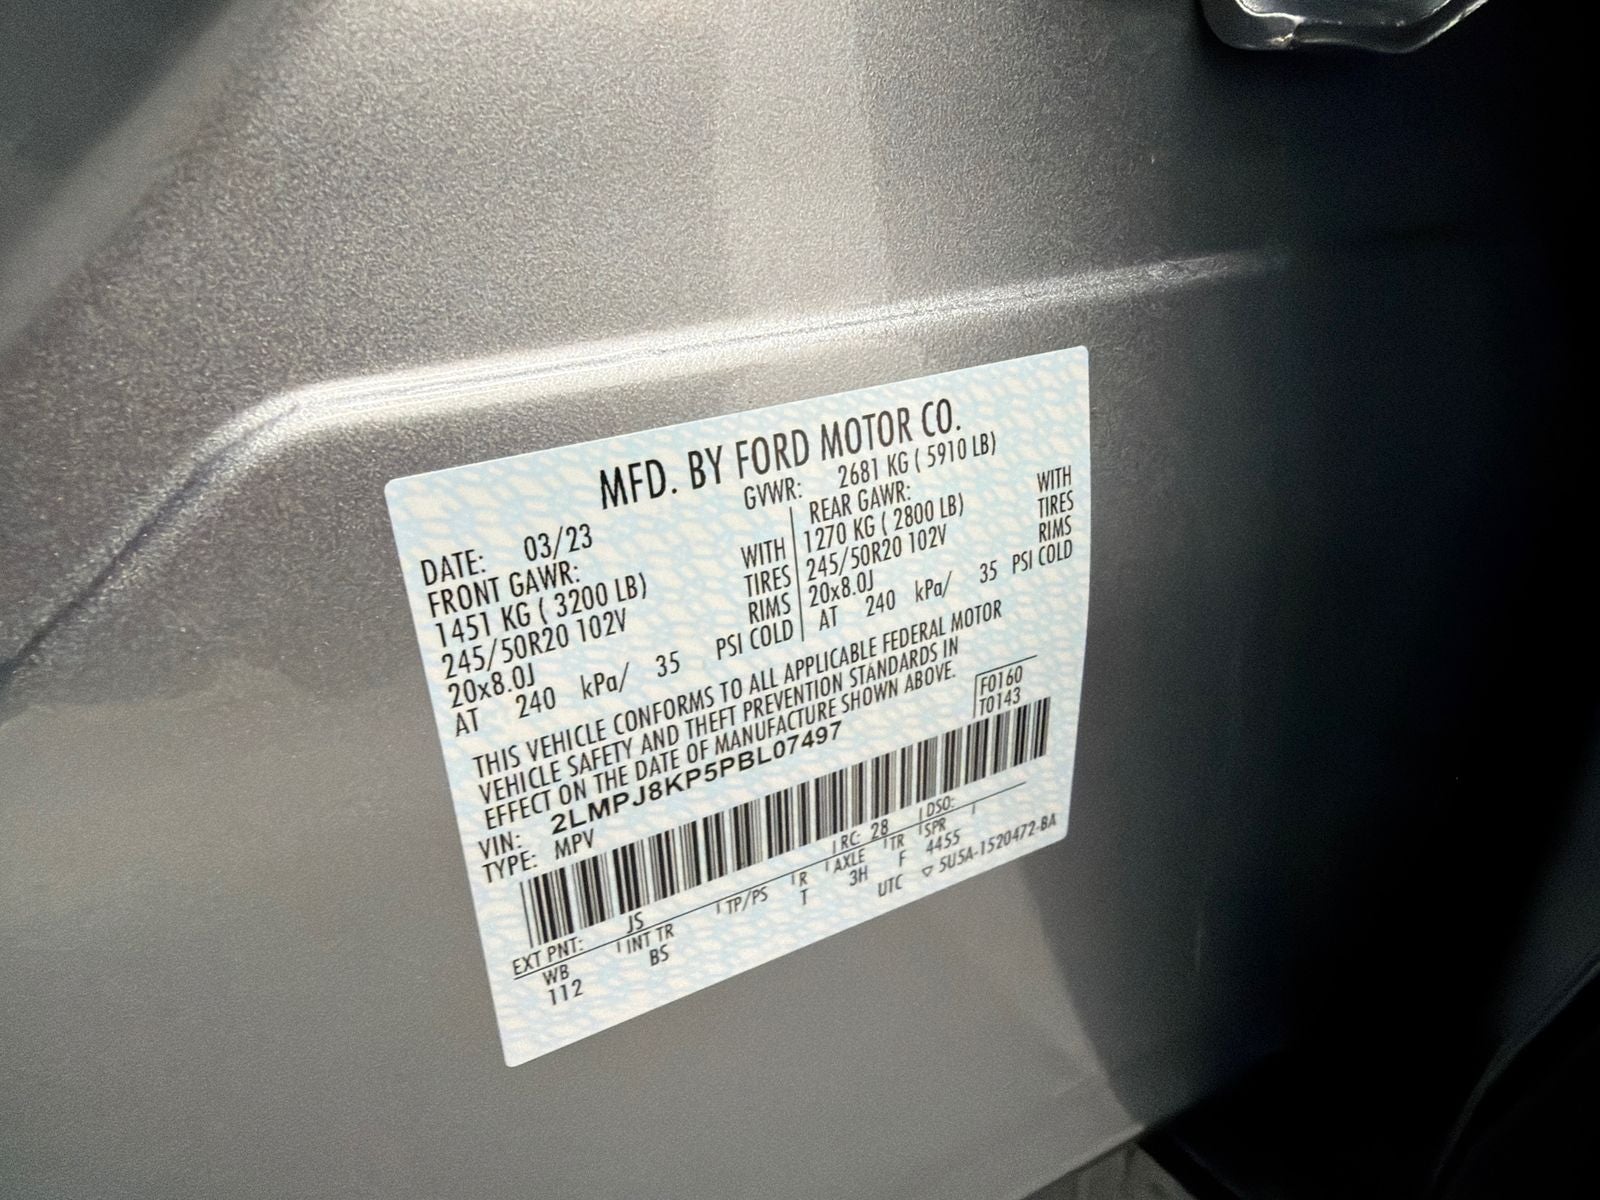 MFD. BY FORD MOTOR CO.
DATE: 03/23 GVWR: 2681 KG ( 5910 LB)
FRONT GAWR: REAR GAWR:
1451 KG ( 3200 LB) WITH 1270 KG ( 2800 LB) WITH
245/50R20 102V TIRES 245/50R20 102V TIRES
20x8.0J RIMS 20x8.0J RIMS
AT 240 kPa/ 35 PSI COLD AT 240 kPa/ 35 PSI COLD
THIS VEHICLE CONFORMS TO ALL APPLICABLE FEDERAL MOTOR
VEHICLE SAFETY AND THEFT PREVENTION STANDARDS IN
EFFECT ON THE DATE OF MANUFACTURE SHOWN ABOVE.
F0160
T0143
VIN: 2LMPJ8KP5PBL07497
TYPE: MPV
EXT PNT: JS RC: 28 DSO:
WB INT TR TP/PS R AXLE TR SPR
112 BS T 3H F 4455
UTC ▽ 5U5A-1520472-BA